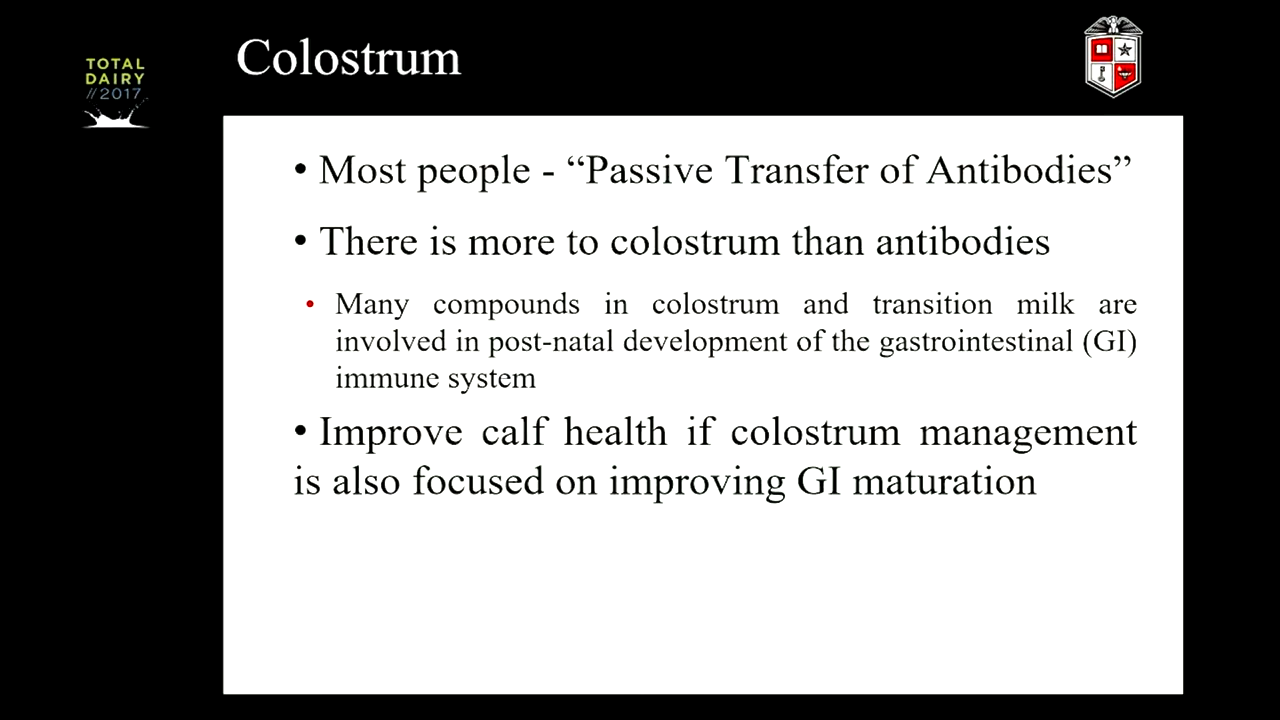 TOTAL
DAIRY
//2017
Colostrum
• Most people - “Passive Transfer of Antibodies”
• There is more to colostrum than antibodies
• Many compounds in colostrum and transition milk are
involved in post-natal development of the gastrointestinal (GI)
immune system
• Improve calf health if colostrum management
is also focused on improving GI maturation